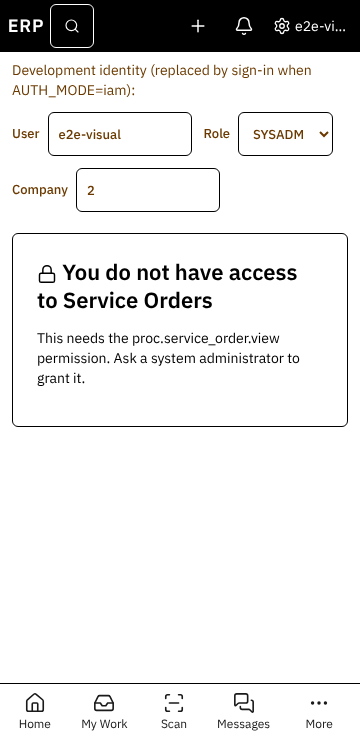 ERP
e2e-vi...
Development identity (replaced by sign-in when
AUTH_MODE=iam):
User e2e-visual Role SYSADM
Company 2
You do not have access
to Service Orders
This needs the proc.service_order.view
permission. Ask a system administrator to
grant it.
Home My Work Scan Messages More